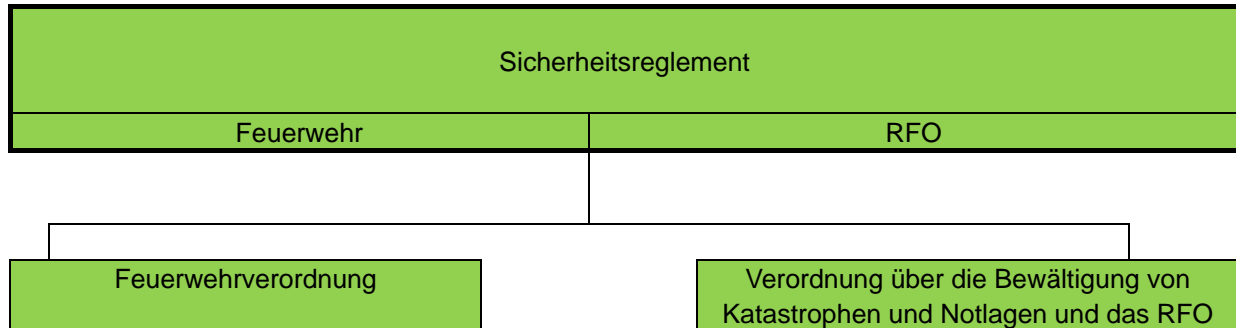 Sicherheitsreglement
Feuerwehr
RFO
Feuerwehrverordnung
Verordnung über die Bewältigung von
Katastrophen und Notlagen und das RFO